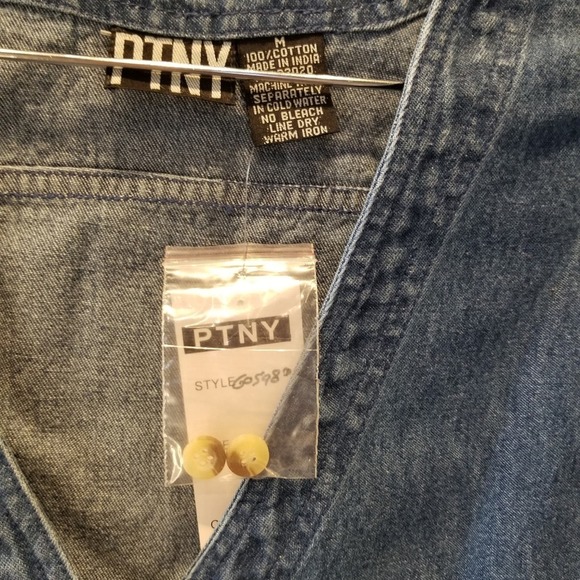 PTNY
M
100% COTTON
MADE IN INDIA
MACHINE
SEPARATELY
IN COLD WATER
NO BLEACH
LINE DRY
WARM IRON
PTNY
STYLE